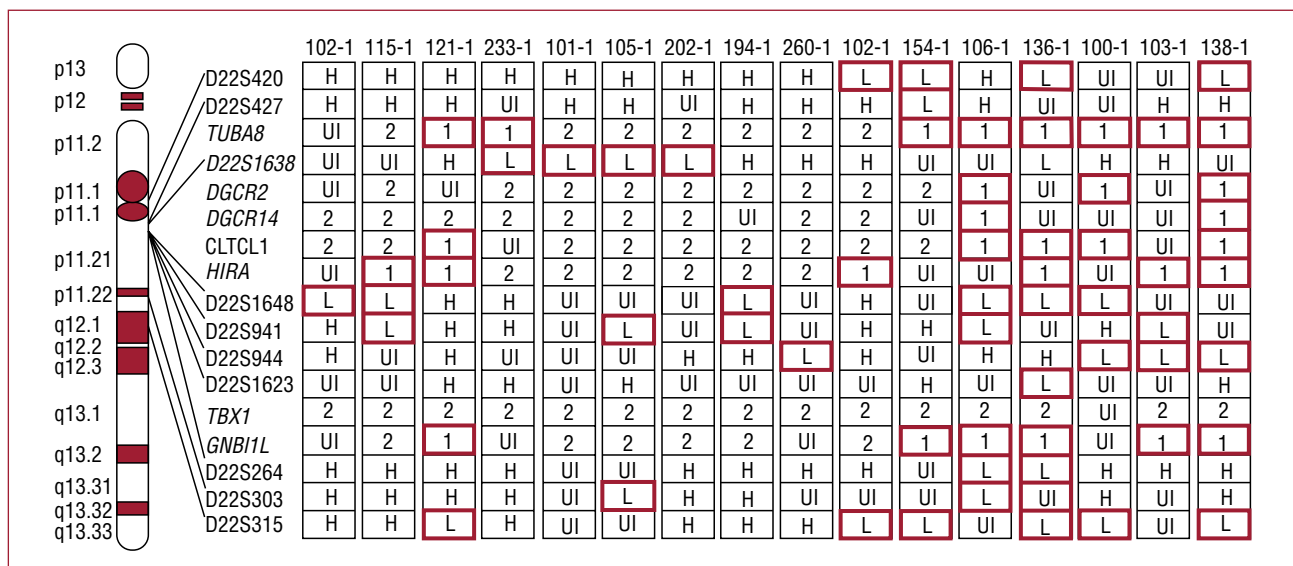 102-1 115-1 121-1 233-1 101-1 105-1 202-1 194-1 260-1 102-1 154-1 106-1 136-1 100-1 103-1 138-1
p13
p12
p11.2
p11.1
p11.1
p11.21
p11.22
q12.1
q12.2
q12.3
q13.1
q13.2
q13.31
q13.32
q13.33
D22S420 H H H H H H H H H L L H L UI UI L
D22S427 H H H UI H H UI H H H L H UI UI H H
TUBA8 UI 2 1 1 2 2 2 2 2 2 1 1 1 1 1 1
D22S1638 UI UI H L L L L H H H UI UI L H H UI
DGCR2 UI 2 UI 2 2 2 2 2 2 2 2 1 UI 1 UI 1
DGCR14 2 2 2 2 2 2 2 UI 2 2 UI 1 UI UI UI 1
CLTCL1 2 2 1 UI 2 2 2 2 2 2 2 1 1 1 UI 1
HIRA UI 1 1 2 2 2 2 2 2 1 UI UI 1 UI 1 1
D22S1648 L L H H UI UI UI L UI H UI L L L UI UI
D22S941 H L H H UI L UI L UI H H L UI H L UI
D22S944 H UI H UI UI UI H H L H UI H H L L L
D22S1623 UI UI H H UI H UI UI UI UI H UI L UI UI H
TBX1 2 2 2 2 2 2 2 2 2 2 2 2 2 UI 2 2
GNBI1L UI 2 1 UI 2 2 2 2 UI 2 1 1 1 UI 1 1
D22S264 H H H H UI UI H H H H UI L L H H H
D22S303 H H H H UI L H H UI UI UI L UI H UI H
D22S315 H H L H UI UI H H H L L UI L L UI L